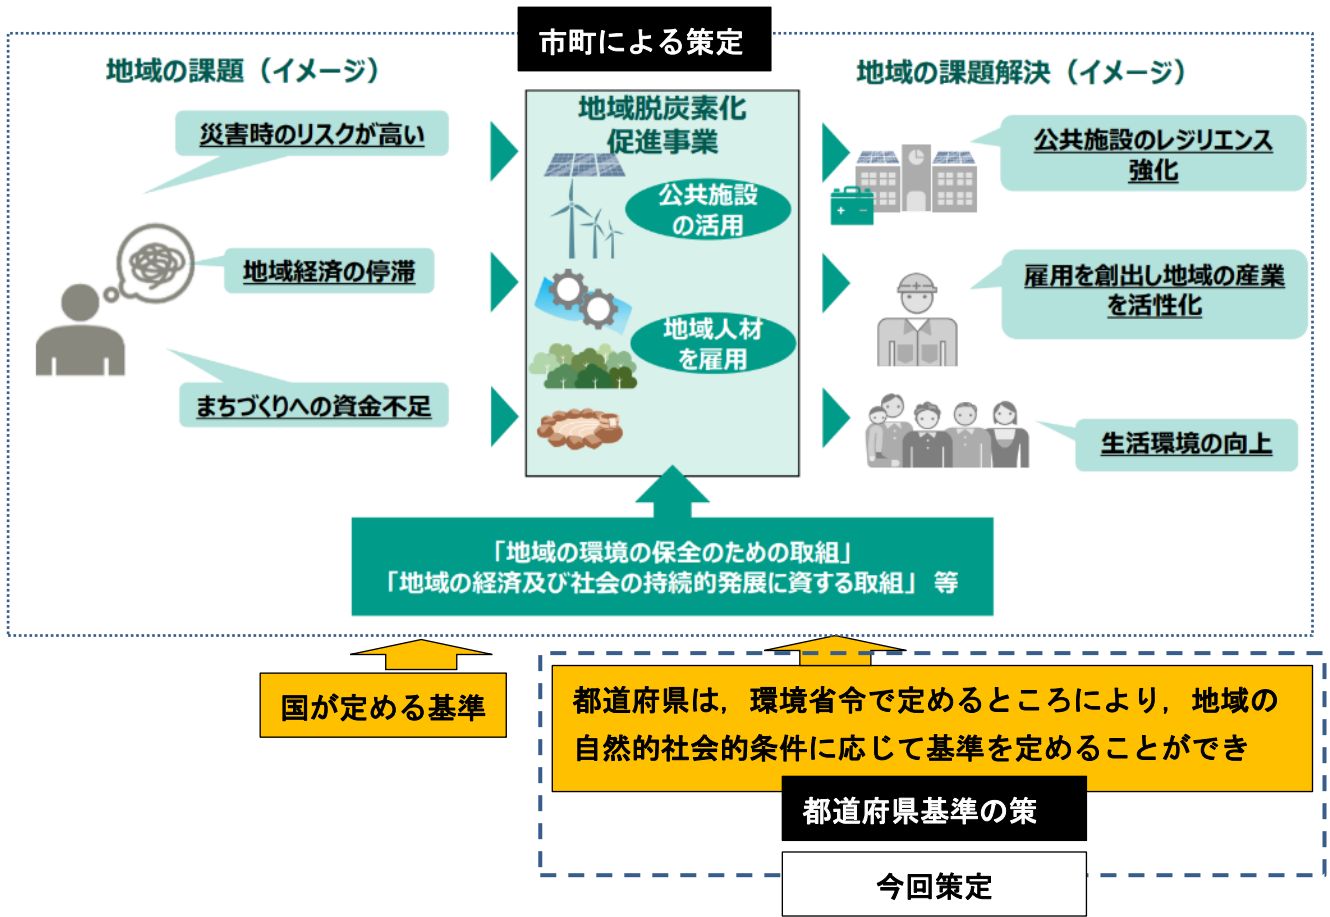 市町による策定
地域の課題（イメージ）
災害時のリスクが高い
地域経済の停滞
まちづくりへの資金不足
地域脱炭素化
促進事業
公共施設
の活用
地域人材
を雇用
地域の課題解決（イメージ）
公共施設のレジリエンス
強化
雇用を創出し地域の産業
を活性化
生活環境の向上
「地域の環境の保全のための取組」
「地域の経済及び社会の持続的発展に資する取組」 等
国が定める基準
都道府県は，環境省令で定めるところにより，地域の
自然的社会的条件に応じて基準を定めることができ
都道府県基準の策
今回策定